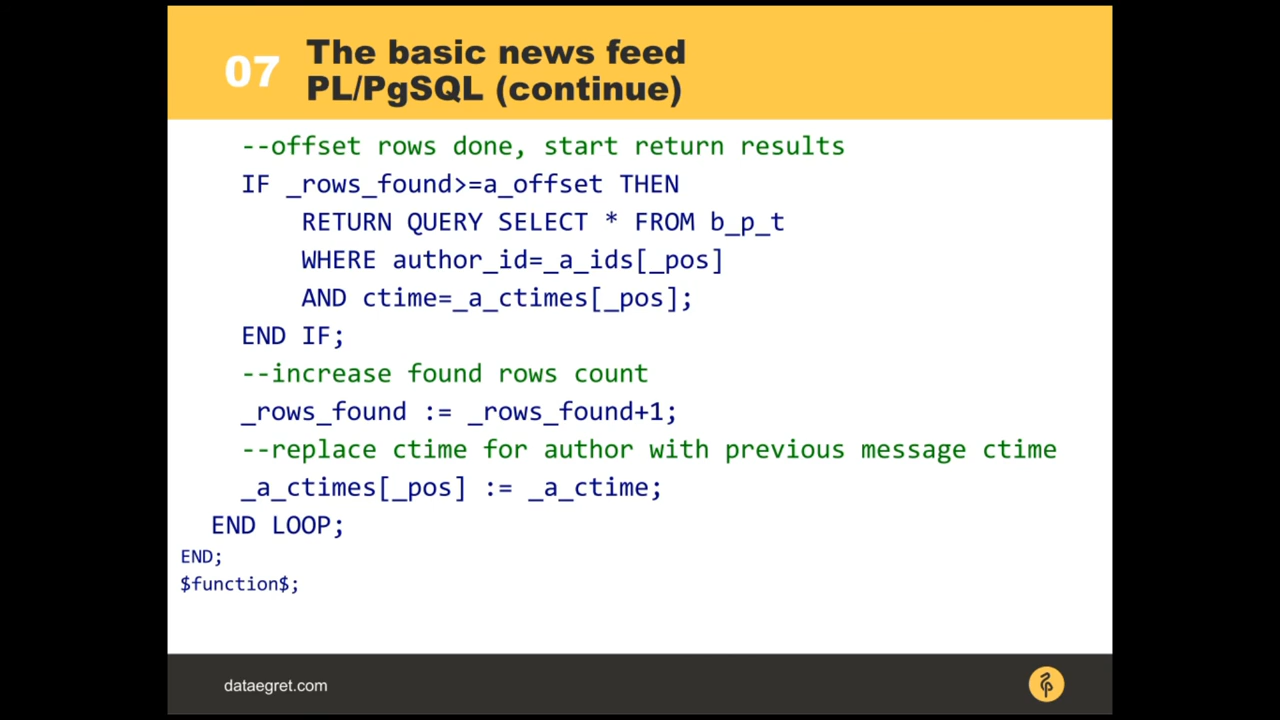 07
The basic news feed
PL/PgSQL (continue)
--offset rows done, start return results
IF _rows_found>=a_offset THEN
RETURN QUERY SELECT * FROM b_p_t
WHERE author_id=_a_ids[_pos]
AND ctime=_a_ctimes[_pos];
END IF;
--increase found rows count
_rows_found := _rows_found+1;
--replace ctime for author with previous message ctime
_a_ctimes[_pos] := _a_ctime;
END LOOP;
END;
$function$;
dataegret.com